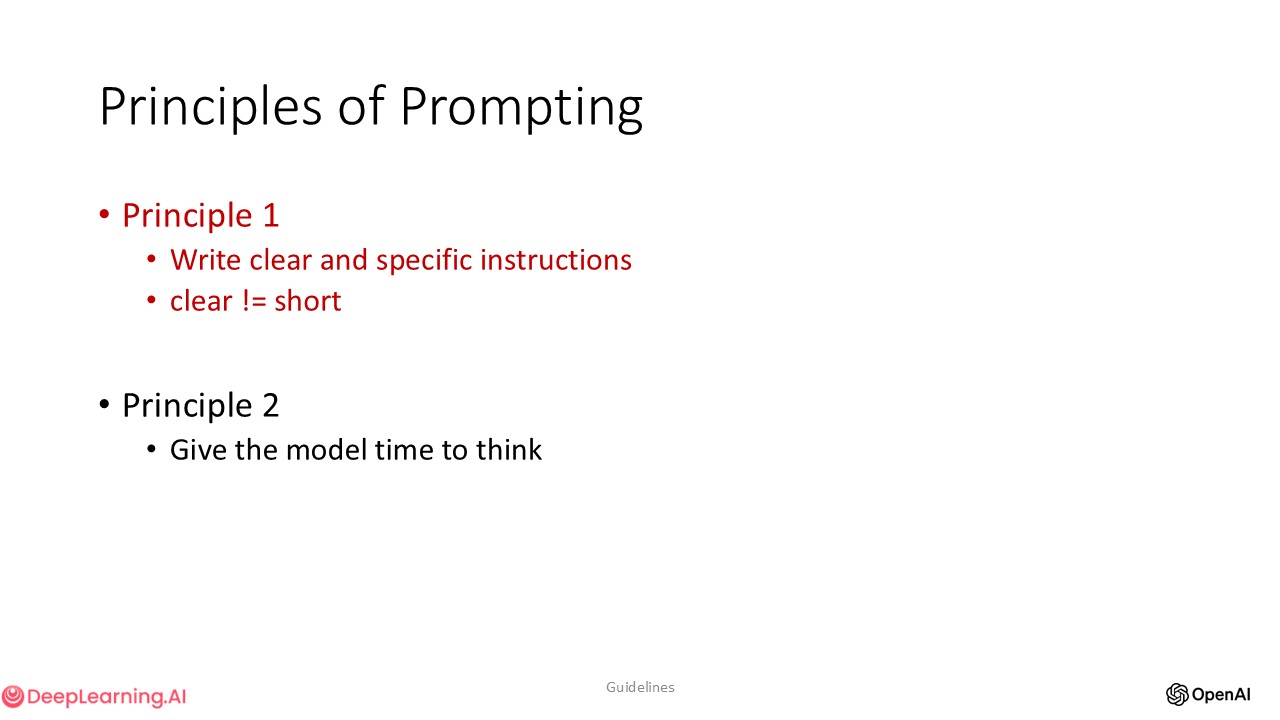 Principles of Prompting
• Principle 1
• Write clear and specific instructions
• clear != short
• Principle 2
• Give the model time to think
DeepLearning.AI
Guidelines
OpenAI